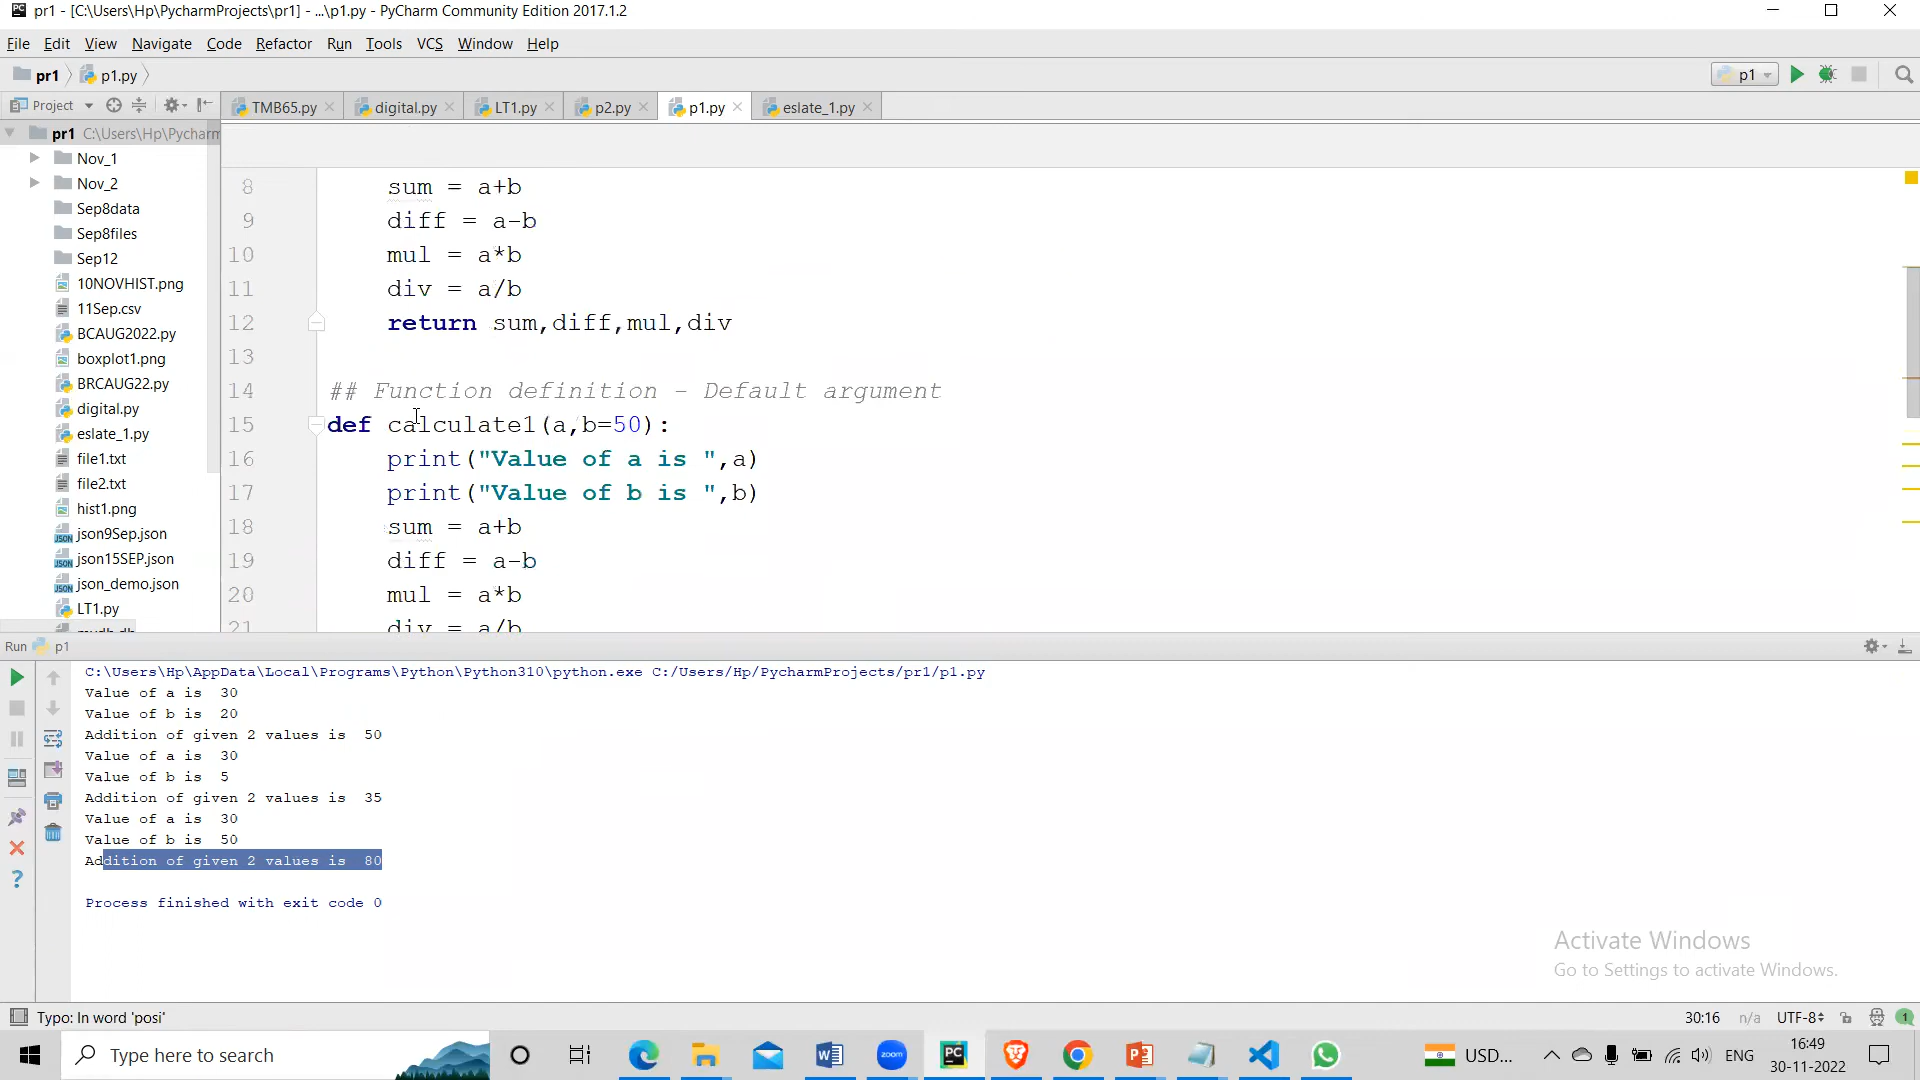 pr1 - [C:\Users\Hp\PycharmProjects\pr1] - ...\p1.py - PyCharm Community Edition 2017.1.2
File Edit View Navigate Code Refactor Run Tools VCS Window Help
pr1 p1.py p1
Project TMB65.py digital.py LT1.py p2.py p1.py eslate_1.py
pr1 C:\Users\Hp\Pycharm
Nov_1
Nov_2
Sep8data
Sep8files
Sep12
10NOVHIST.png
11Sep.csv
BCAUG2022.py
boxplot1.png
BRCAUG22.py
digital.py
eslate_1.py
file1.txt
file2.txt
hist1.png
json9Sep.json
json15SEP.json
json_demo.json
LT1.py
8 sum = a+b
9 diff = a-b
10 mul = a*b
11 div = a/b
12 return sum,diff,mul,div
13
14 ## Function definition - Default argument
15 def calculate1(a,b=50):
16 print("Value of a is ",a)
17 print("Value of b is ",b)
18 sum = a+b
19 diff = a-b
20 mul = a*b
21 div = a/b
Run p1
C:\Users\Hp\AppData\Local\Programs\Python\Python310\python.exe C:/Users/Hp/PycharmProjects/pr1/p1.py
Value of a is  30
Value of b is  20
Addition of given 2 values is  50
Value of a is  30
Value of b is  5
Addition of given 2 values is  35
Value of a is  30
Value of b is  50
Addition of given 2 values is  80
Process finished with exit code 0
Activate Windows
Go to Settings to activate Windows.
Typo: In word 'posi' 30:16 n/a UTF-8 1
Type here to search zoom USD... ENG 16:49
30-11-2022